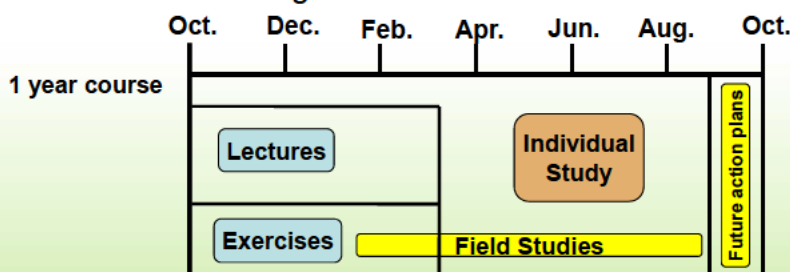 Oct. Dec. Feb. Apr. Jun. Aug. Oct.
1 year course
Lectures
Individual
Study
Exercises
Field Studies
Future action plans